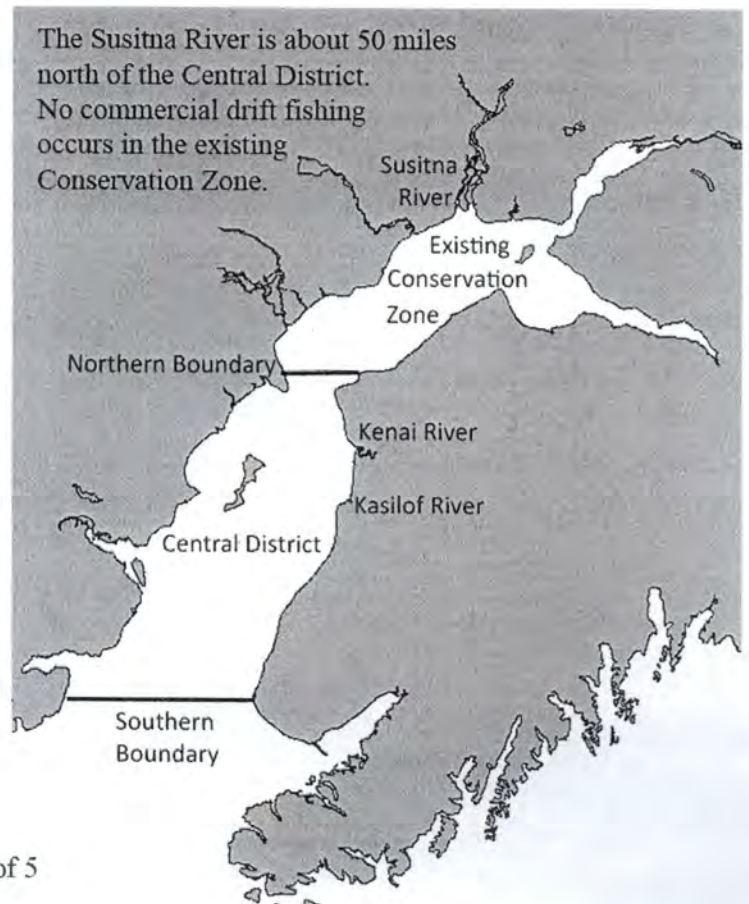 The Susitna River is about 50 miles
north of the Central District.
No commercial drift fishing
occurs in the existing
Conservation Zone.
Susitna
River
Existing
Conservation
Zone
Northern Boundary
Kenai River
Kasilof River
Central District
Southern
Boundary
of 5